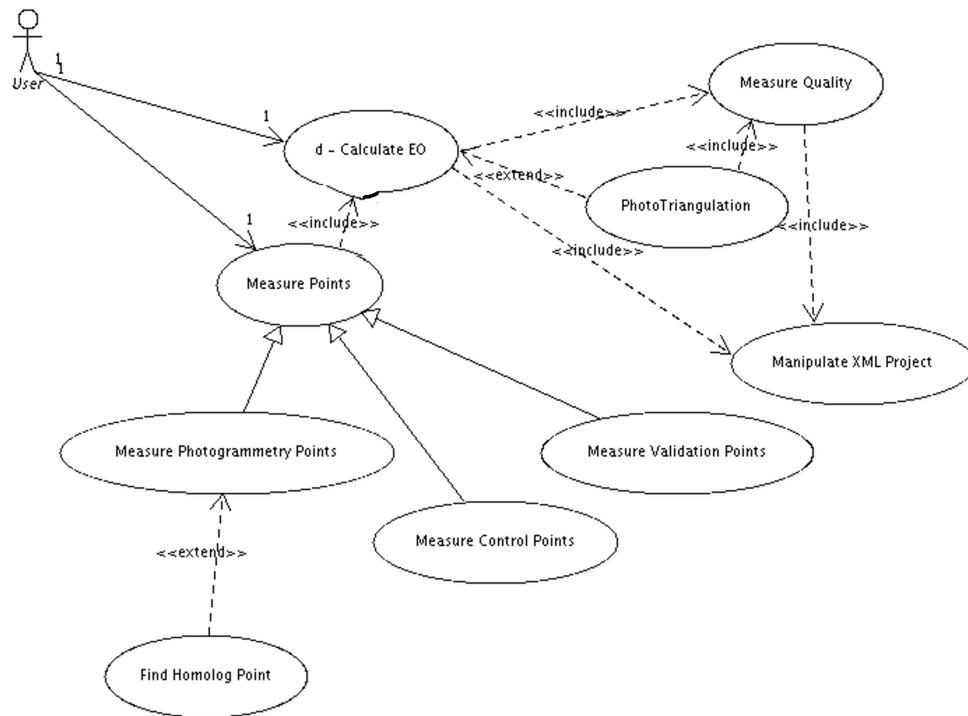 User
1
1
1
1
d - Calculate EO
Measure Quality
<<include>>
<<include>>
<<extend>>
PhotoTriangulation
<<include>>
<<include>>
<<include>>
Measure Points
Manipulate XML Project
Measure Photogrammetry Points
Measure Validation Points
Measure Control Points
<<extend>>
Find Homolog Point